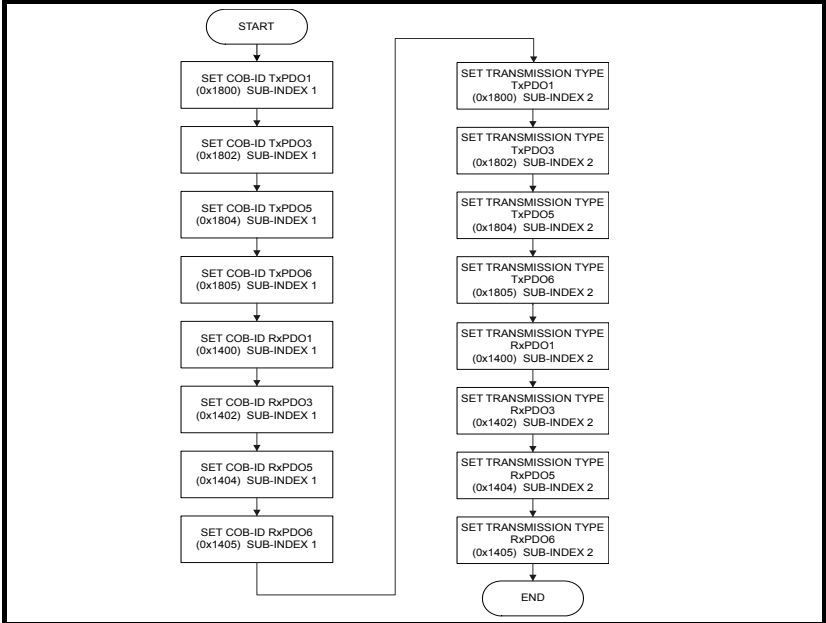 START
SET COB-ID TxPDO1
(0x1800) SUB-INDEX 1
SET COB-ID TxPDO3
(0x1802) SUB-INDEX 1
SET COB-ID TxPDO5
(0x1804) SUB-INDEX 1
SET COB-ID TxPDO6
(0x1805) SUB-INDEX 1
SET COB-ID RxPDO1
(0x1400) SUB-INDEX 1
SET COB-ID RxPDO3
(0x1402) SUB-INDEX 1
SET COB-ID RxPDO5
(0x1404) SUB-INDEX 1
SET COB-ID RxPDO6
(0x1405) SUB-INDEX 1
SET TRANSMISSION TYPE
TxPDO1
(0x1800) SUB-INDEX 2
SET TRANSMISSION TYPE
TxPDO3
(0x1802) SUB-INDEX 2
SET TRANSMISSION TYPE
TxPDO5
(0x1804) SUB-INDEX 2
SET TRANSMISSION TYPE
TxPDO6
(0x1805) SUB-INDEX 2
SET TRANSMISSION TYPE
RxPDO1
(0x1400) SUB-INDEX 2
SET TRANSMISSION TYPE
RxPDO3
(0x1402) SUB-INDEX 2
SET TRANSMISSION TYPE
RxPDO5
(0x1404) SUB-INDEX 2
SET TRANSMISSION TYPE
RxPDO6
(0x1405) SUB-INDEX 2
END